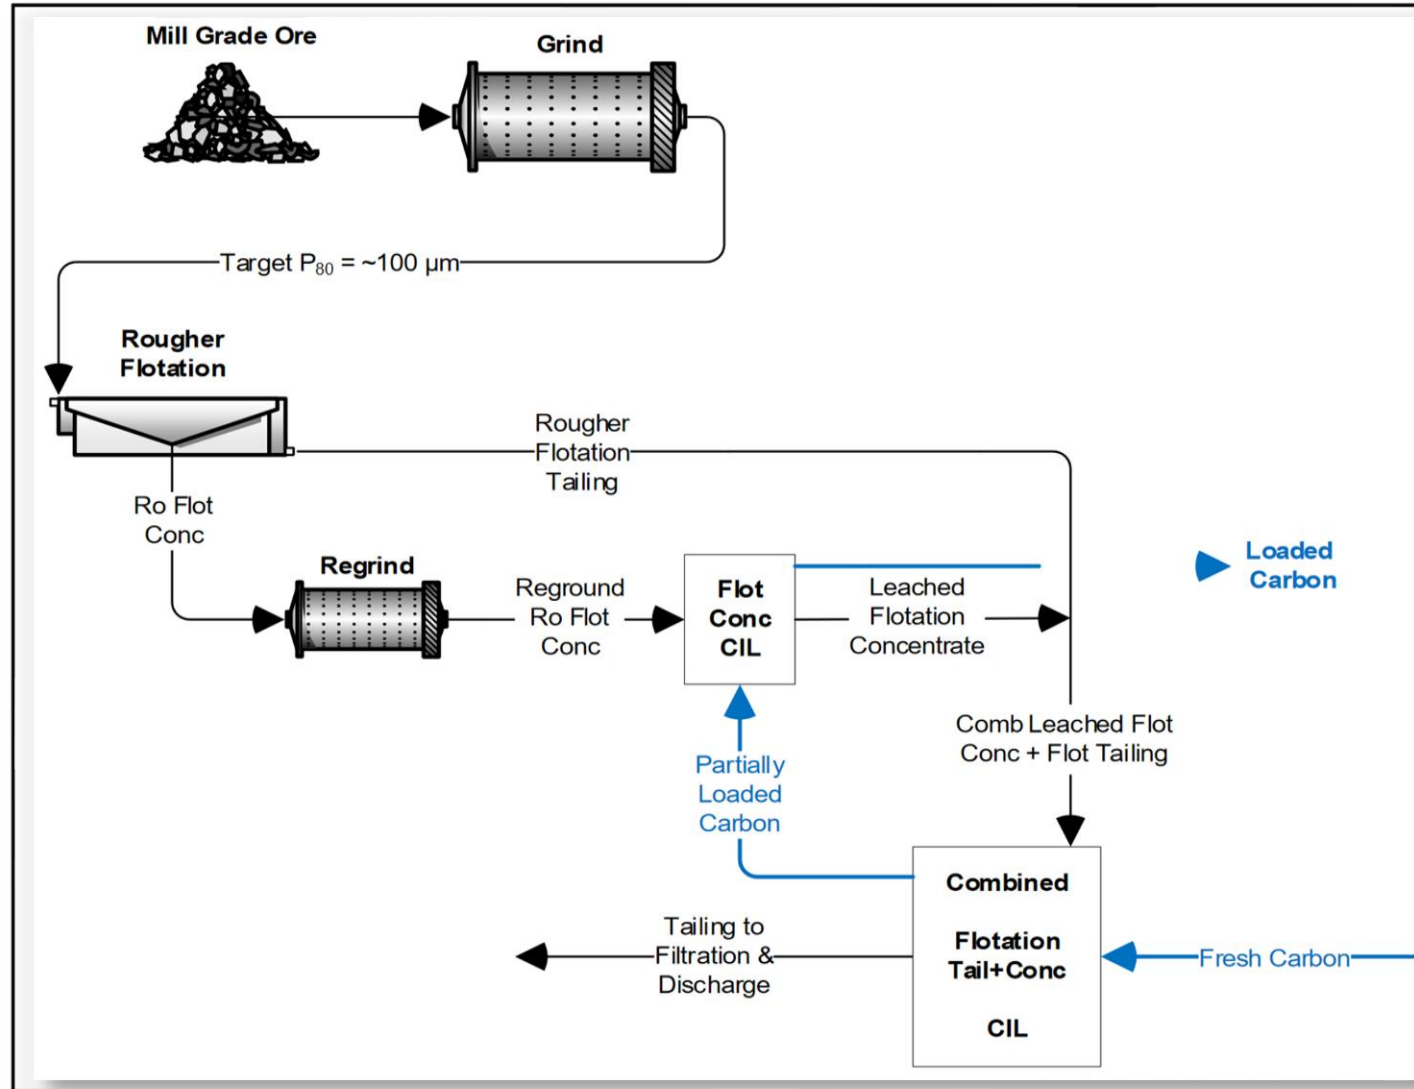 Mill Grade Ore
Grind
Target P80 = ~100 µm
Rougher
Flotation
Rougher
Flotation
Tailing
Ro Flot
Conc
Regrind
Reground
Ro Flot
Conc
Flot
Conc
CIL
Leached
Flotation
Concentrate
Loaded
Carbon
Comb Leached Flot
Conc + Flot Tailing
Partially
Loaded
Carbon
Combined
Flotation
Tail+Conc
CIL
Tailing to
Filtration &
Discharge
Fresh Carbon